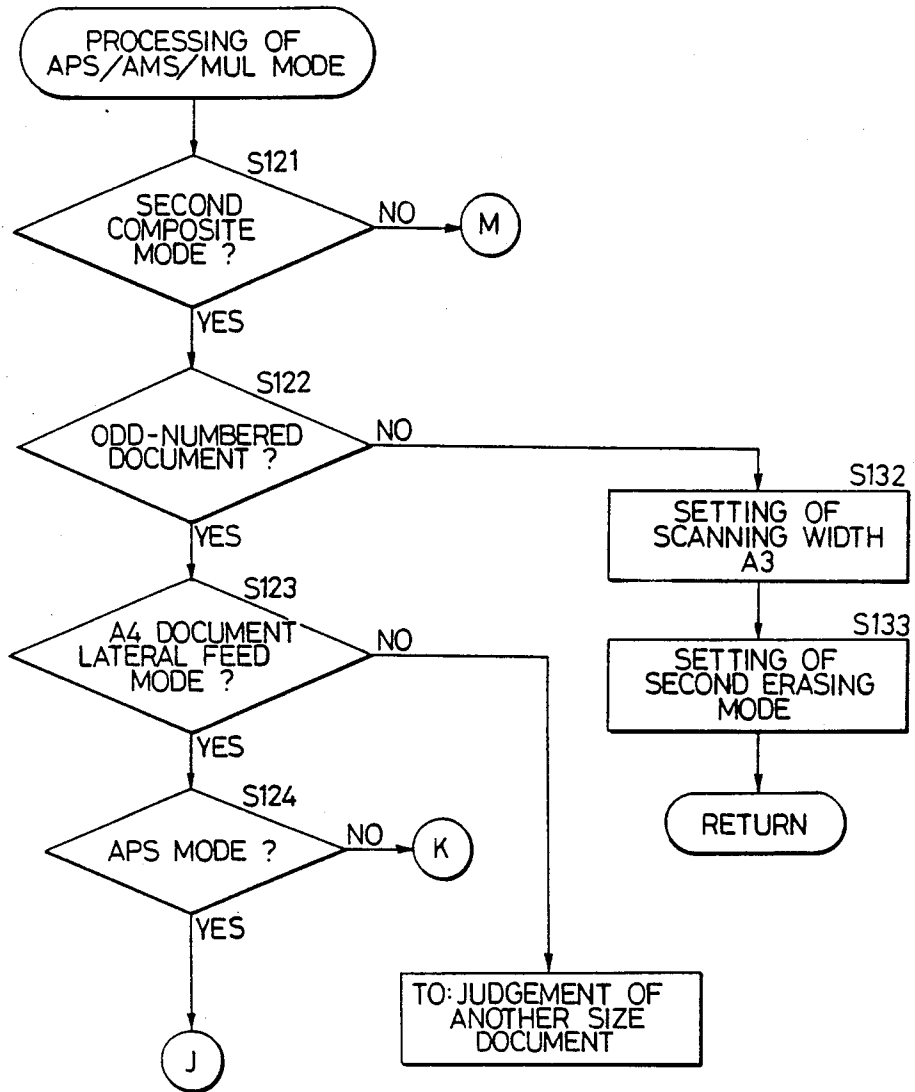 PROCESSING OF
APS/AMS/MUL MODE
S121
SECOND
COMPOSITE
MODE ?
NO
M
YES
S122
ODD-NUMBERED
DOCUMENT ?
NO
YES
S132
SETTING OF
SCANNING WIDTH
A3
S123
A4 DOCUMENT
LATERAL FEED
MODE ?
NO
YES
S133
SETTING OF
SECOND ERASING
MODE
RETURN
S124
APS MODE ?
NO
K
YES
J
TO: JUDGEMENT OF
ANOTHER SIZE
DOCUMENT